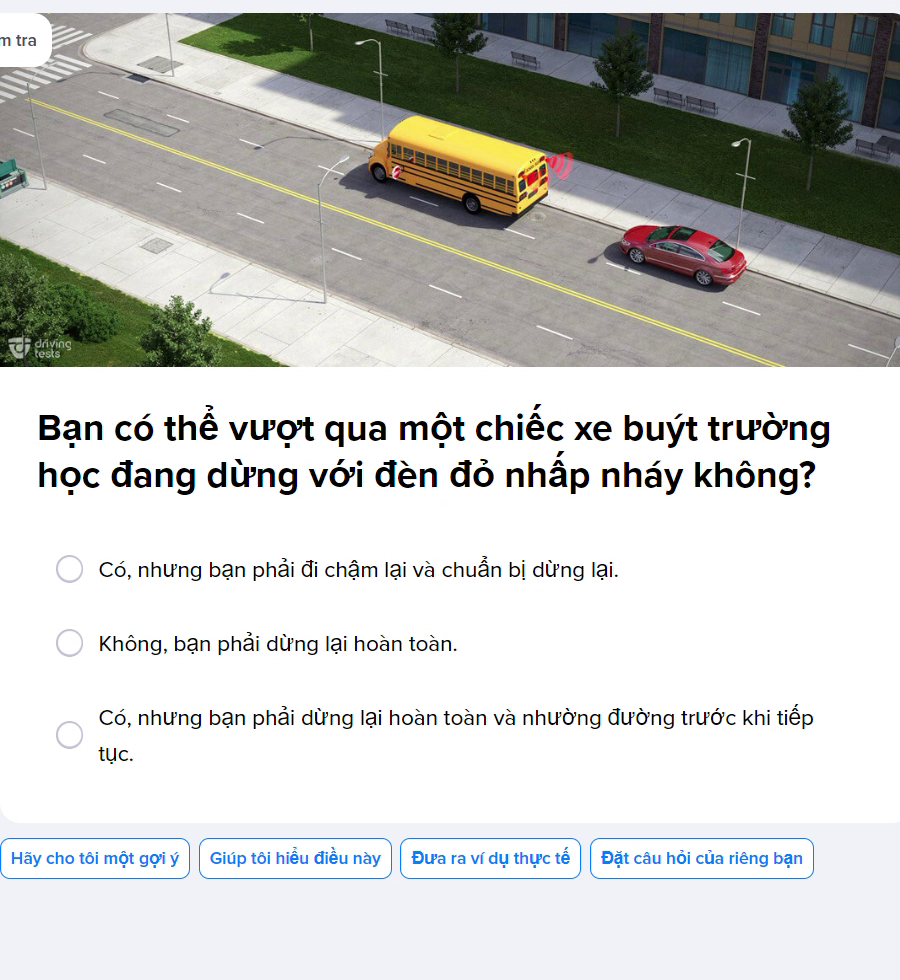 m tra
driving
tests
Bạn có thể vượt qua một chiếc xe buýt trường
học đang dừng với đèn đỏ nhấp nháy không?
Có, nhưng bạn phải đi chậm lại và chuẩn bị dừng lại.
Không, bạn phải dừng lại hoàn toàn.
Có, nhưng bạn phải dừng lại hoàn toàn và nhường đường trước khi tiếp
tục.
Hãy cho tôi một gợi ý
Giúp tôi hiểu điều này
Đưa ra ví dụ thực tế
Đặt câu hỏi của riêng bạn